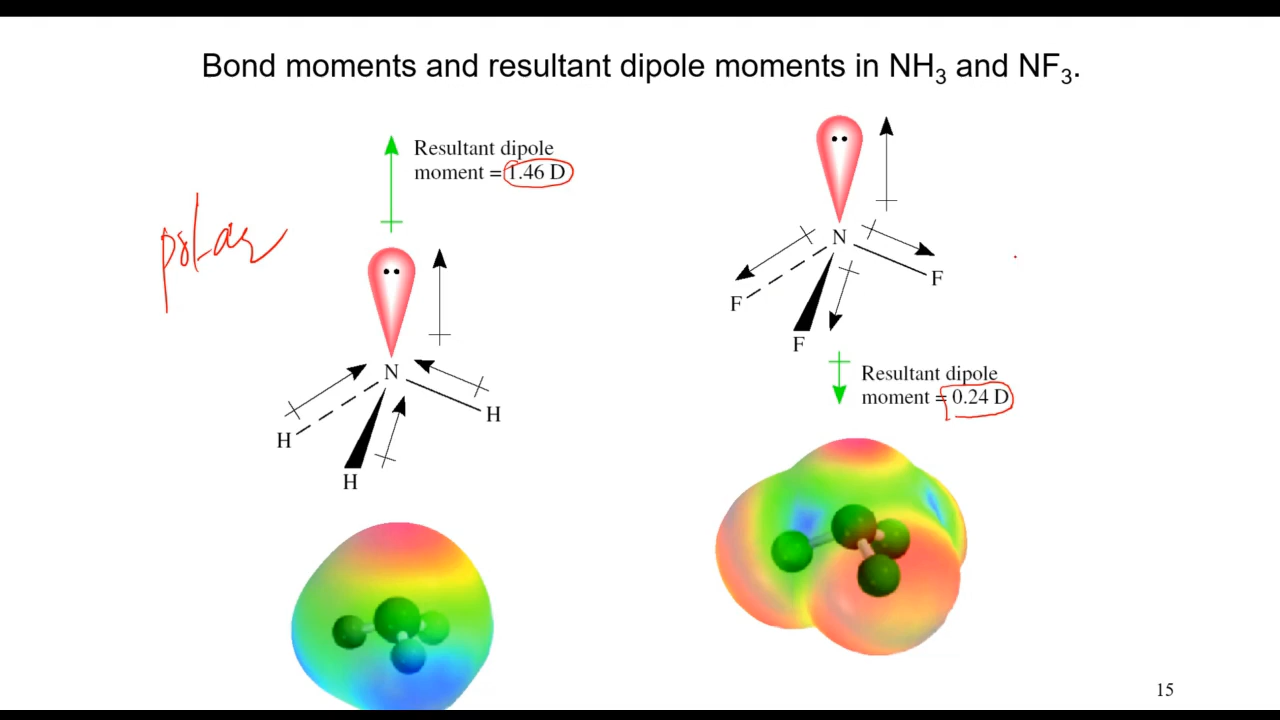 Bond moments and resultant dipole moments in NH₃ and NF₃.
Resultant dipole
moment = 1.46 D
polar
N
H
H
H
N
F
F
F
Resultant dipole
moment = 0.24 D
15